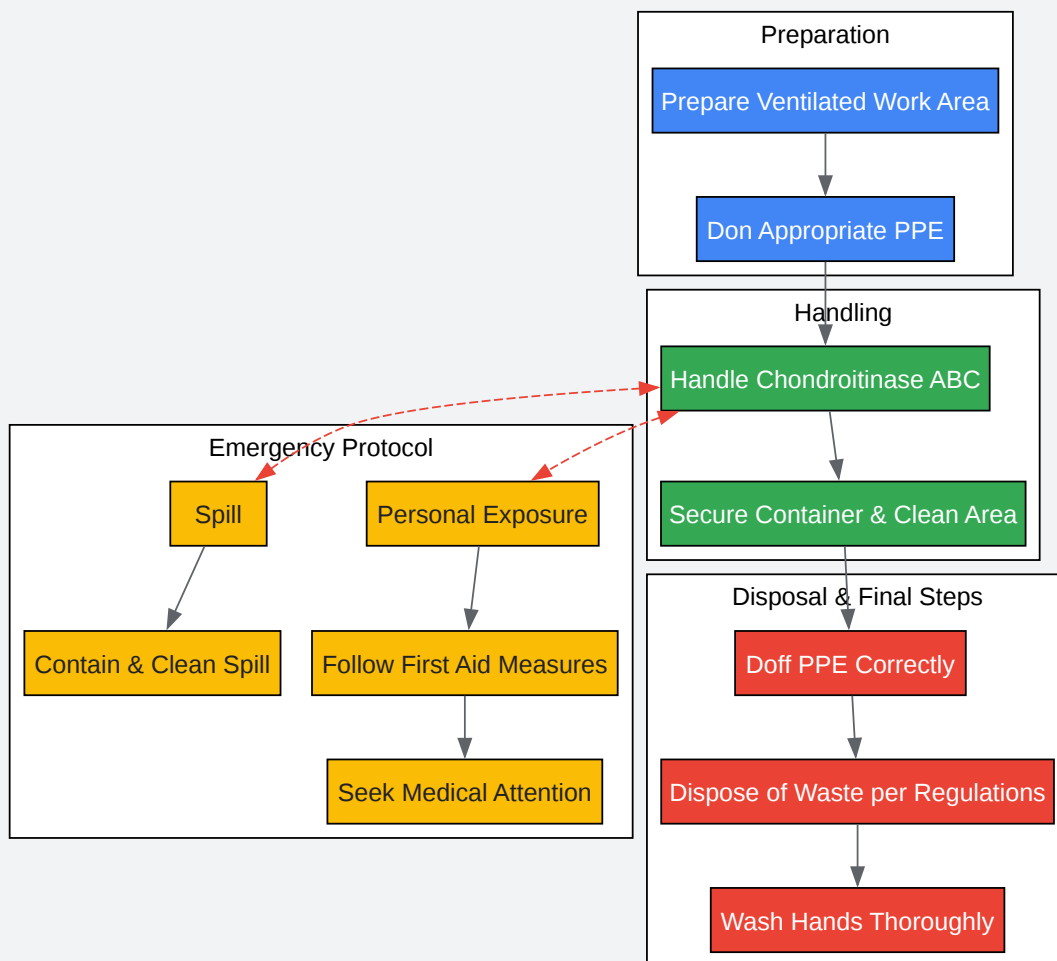 Preparation
Prepare Ventilated Work Area
Don Appropriate PPE
Handling
Handle Chondroitinase ABC
Secure Container & Clean Area
Emergency Protocol
Spill
Personal Exposure
Contain & Clean Spill
Follow First Aid Measures
Seek Medical Attention
Disposal & Final Steps
Doff PPE Correctly
Dispose of Waste per Regulations
Wash Hands Thoroughly